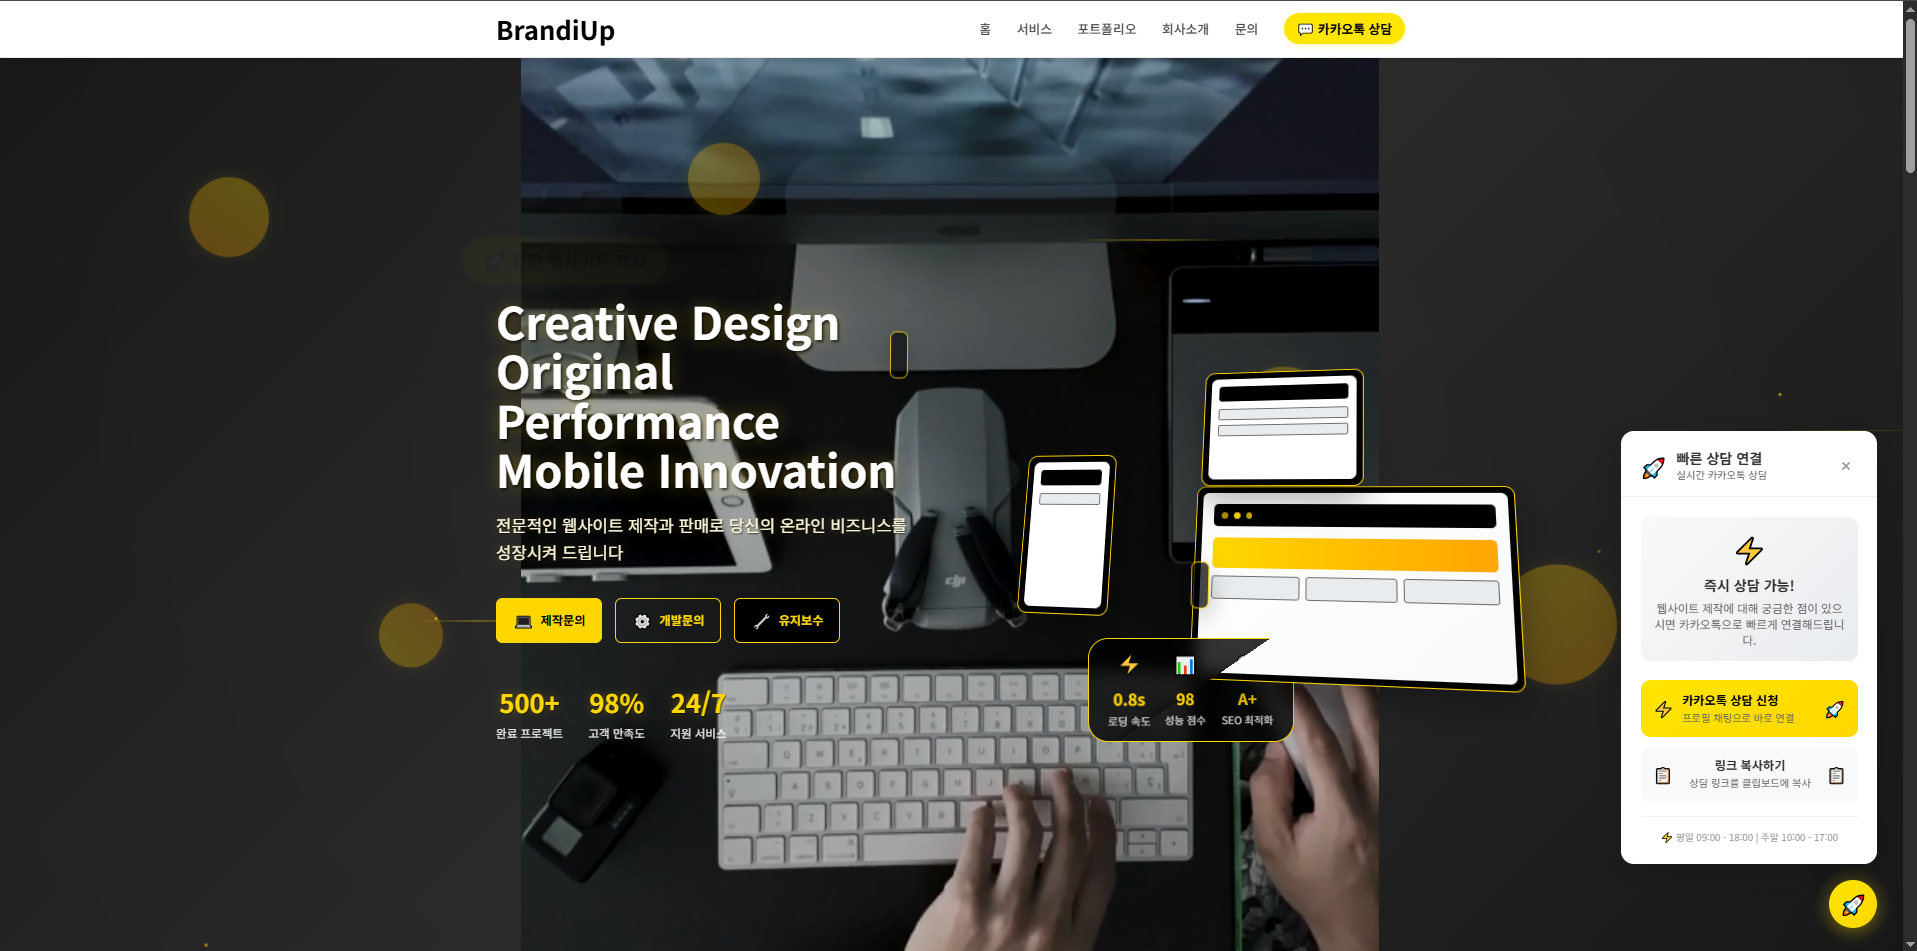 BrandiUp
홈
서비스
포트폴리오
회사소개
문의
카카오톡 상담
전문 웹사이트 제작
Creative Design
Original
Performance
Mobile Innovation
전문적인 웹사이트 제작과 판매로 당신의 온라인 비즈니스를
성장시켜 드립니다
제작문의
개발문의
유지보수
500+
완료 프로젝트
98%
고객 만족도
24/7
지원 서비스
0.8s
로딩 속도
98
성능 점수
A+
SEO 최적화
빠른 상담 연결
실시간 카카오톡 상담
×
즉시 상담 가능!
웹사이트 제작에 대해 궁금한 점이 있으
시면 카카오톡으로 빠르게 연결해드립니
다.
카카오톡 상담 신청
프로필 채팅으로 바로 연결
링크 복사하기
상담 링크를 클립보드에 복사
평일 09:00 - 18:00 | 주말 10:00 - 17:00